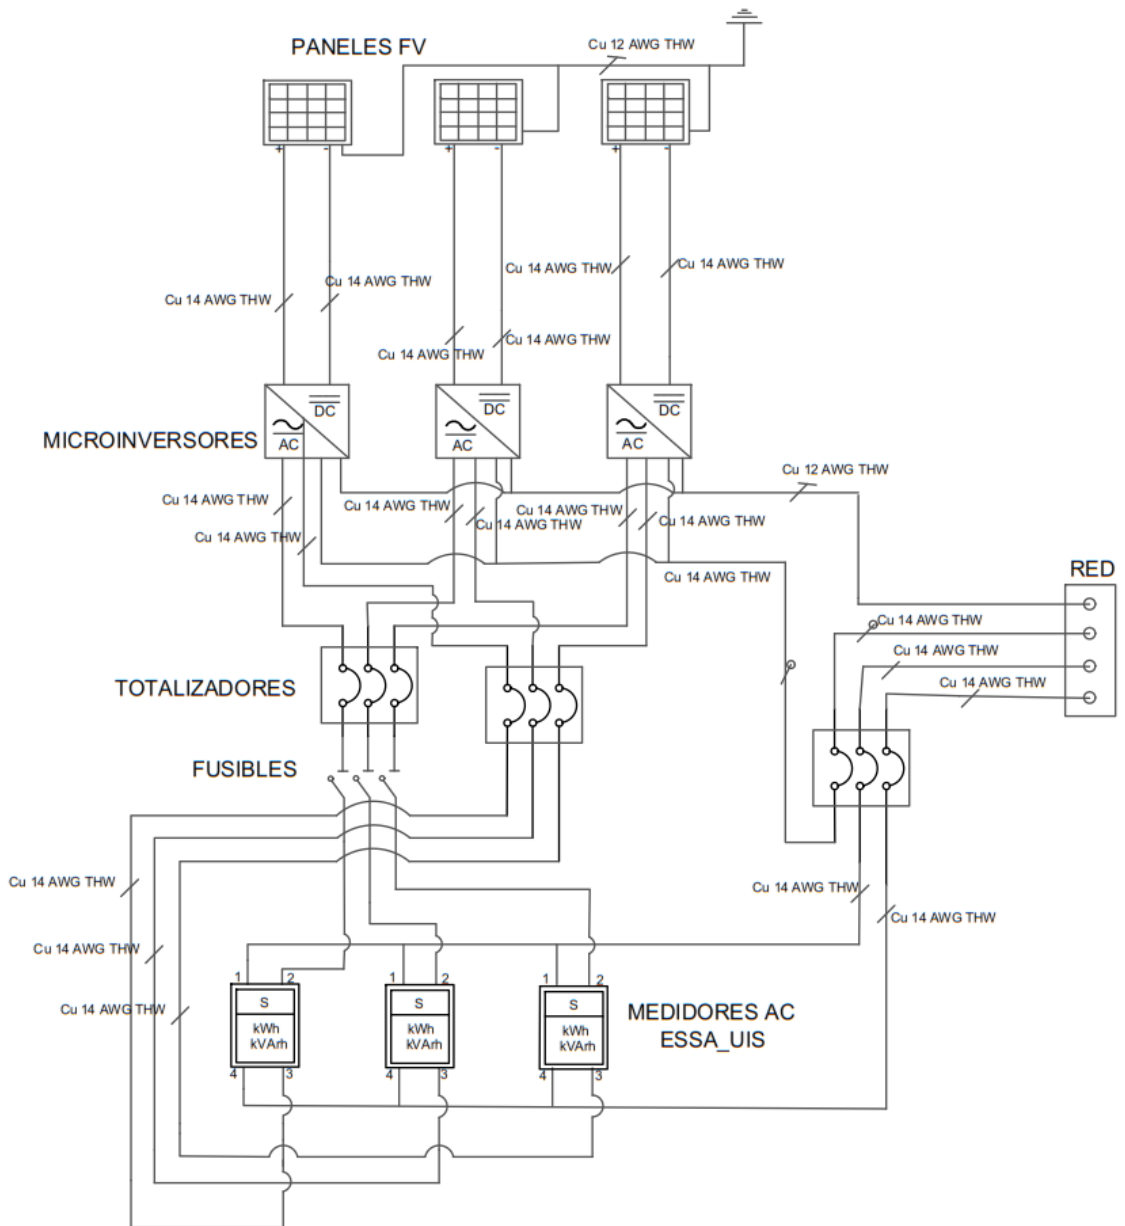 Cu 12 AWG THW
PANELES FV
+
-
+
-
+
-
Cu 14 AWG THW
Cu 14 AWG THW
Cu 14 AWG THW
Cu 14 AWG THW
Cu 14 AWG THW
Cu 14 AWG THW
DC
AC
DC
AC
DC
AC
MICROINVERSORES
Cu 12 AWG THW
Cu 14 AWG THW
Cu 14 AWG THW
Cu 14 AWG THW
Cu 14 AWG THW
Cu 14 AWG THW
Cu 14 AWG THW
Cu 14 AWG THW
RED
Cu 14 AWG THW
Cu 14 AWG THW
Cu 14 AWG THW
TOTALIZADORES
FUSIBLES
Cu 14 AWG THW
Cu 14 AWG THW
Cu 14 AWG THW
Cu 14 AWG THW
Cu 14 AWG THW
1 2
S
kWh
kVArh
4 3
1 2
S
kWh
kVArh
4 3
1 2
S
kWh
kVArh
4 3
MEDIDORES AC
ESSA_UIS